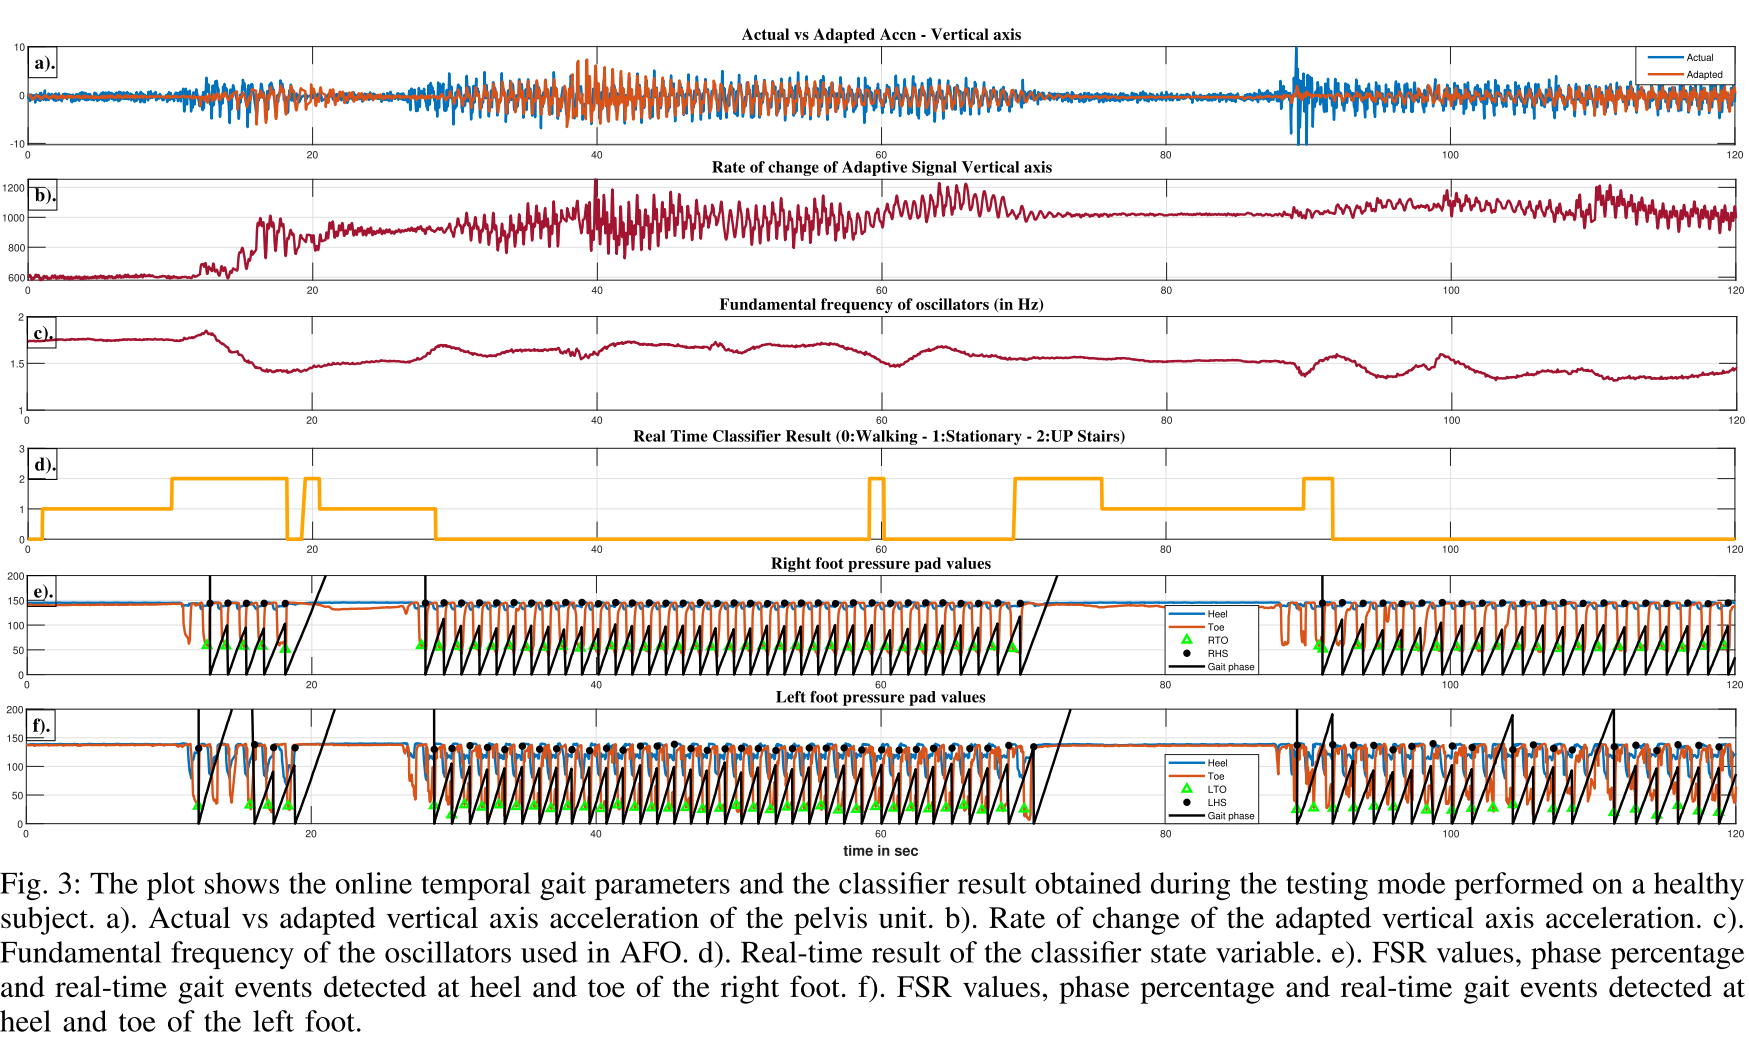 Actual vs Adapted Accn - Vertical axis
a).
10
0
-10
Actual
Adapted
0 20 40 60 80 100 120
Rate of change of Adaptive Signal Vertical axis
b).
1200
1000
800
600
0 20 40 60 80 100 120
Fundamental frequency of oscillators (in Hz)
c).
2
1.5
1
0 20 40 60 80 100 120
Real Time Classifier Result (0:Walking - 1:Stationary - 2:UP Stairs)
d).
3
2
1
0
0 20 40 60 80 100 120
Right foot pressure pad values
e).
200
150
100
50
0
Heel
Toe
RTO
RHS
Gait phase
0 20 40 60 80 100 120
Left foot pressure pad values
f).
200
150
100
50
0
Heel
Toe
LTO
LHS
Gait phase
0 20 40 60 80 100 120
time in sec
Fig. 3: The plot shows the online temporal gait parameters and the classifier result obtained during the testing mode performed on a healthy
subject. a). Actual vs adapted vertical axis acceleration of the pelvis unit. b). Rate of change of the adapted vertical axis acceleration. c).
Fundamental frequency of the oscillators used in AFO. d). Real-time result of the classifier state variable. e). FSR values, phase percentage
and real-time gait events detected at heel and toe of the right foot. f). FSR values, phase percentage and real-time gait events detected at
heel and toe of the left foot.